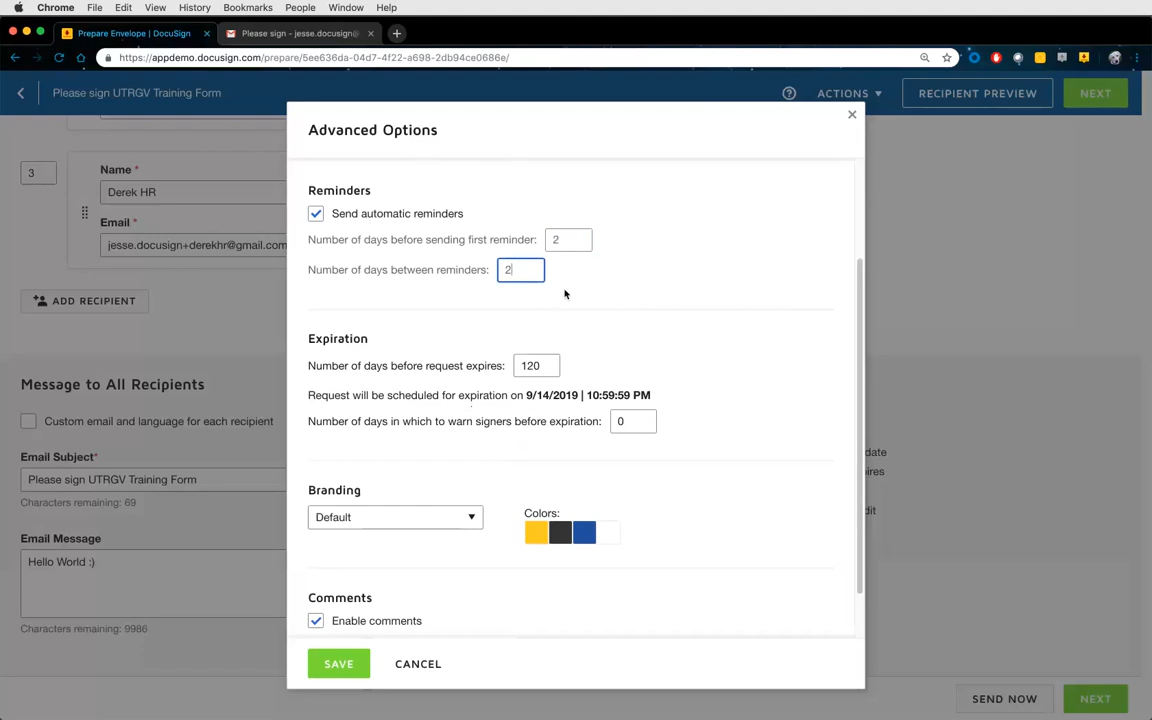 Chrome File Edit View History Bookmarks People Window Help
Prepare Envelope | DocuSign
Please sign - jesse.docusign@
https://appdemo.docusign.com/prepare/5ee636da-04d7-4f22-a698-2db94ce0686e/
Please sign UTRGV Training Form
ACTIONS
RECIPIENT PREVIEW
NEXT
3
Name *
Derek HR
Email *
jesse.docusign+derekhr@gmail.com
ADD RECIPIENT
Message to All Recipients
Custom email and language for each recipient
Email Subject*
Please sign UTRGV Training Form
Characters remaining: 69
Email Message
Hello World :)
Characters remaining: 9986
Advanced Options
Reminders
Send automatic reminders
Number of days before sending first reminder: 2
Number of days between reminders: 2
Expiration
Number of days before request expires: 120
Request will be scheduled for expiration on 9/14/2019 | 10:59:59 PM
Number of days in which to warn signers before expiration: 0
Branding
Default
Colors:
Comments
Enable comments
SAVE
CANCEL
SEND NOW
NEXT